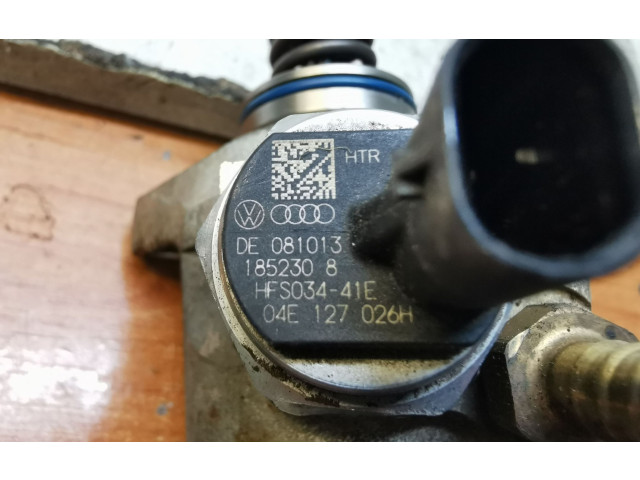 HTR
DE 081013
185230 8
HFS034-41E
04E 127 026H